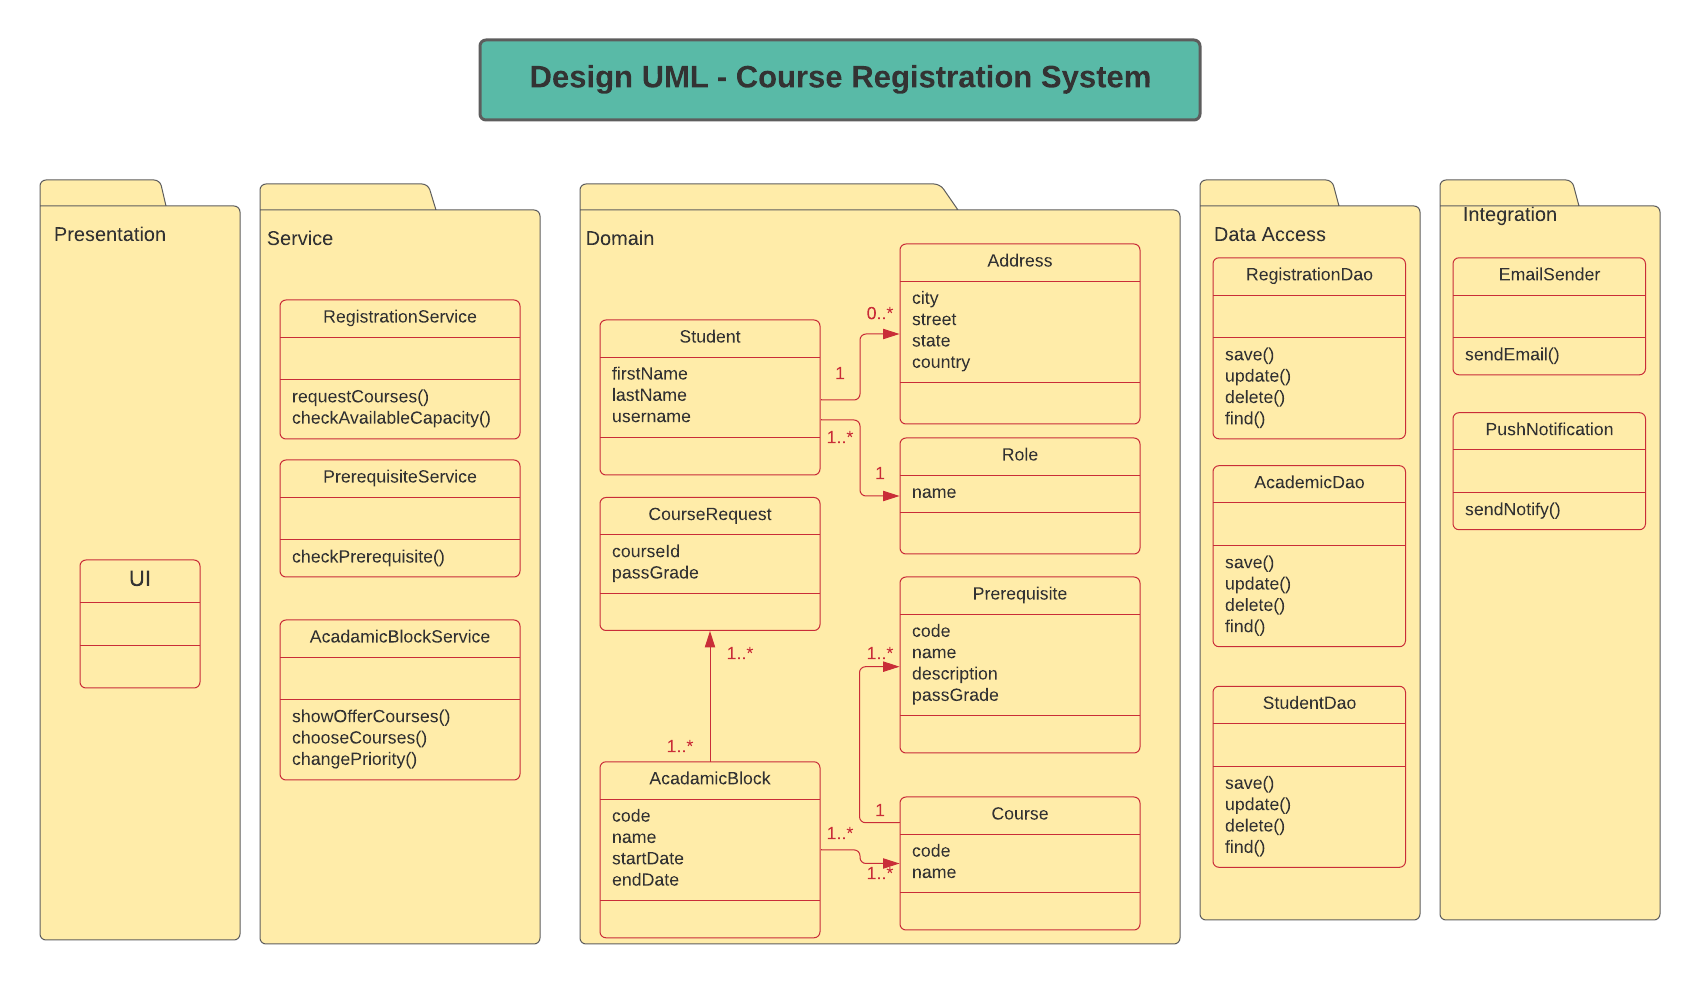 Design UML - Course Registration System
Presentation
UI
Service
RegistrationService
requestCourses()
checkAvailableCapacity()
PrerequisiteService
checkPrerequisite()
AcadamicBlockService
showOfferCourses()
chooseCourses()
changePriority()
Domain
Student
firstName
lastName
username
1
0..*
1..*
1
Address
city
street
state
country
Role
name
CourseRequest
courseId
passGrade
1..*
1..*
AcadamicBlock
code
name
startDate
endDate
1..*
1..*
Prerequisite
code
name
description
passGrade
1..*
1
Course
code
name
Data Access
RegistrationDao
save()
update()
delete()
find()
AcademicDao
save()
update()
delete()
find()
StudentDao
save()
update()
delete()
find()
Integration
EmailSender
sendEmail()
PushNotification
sendNotify()